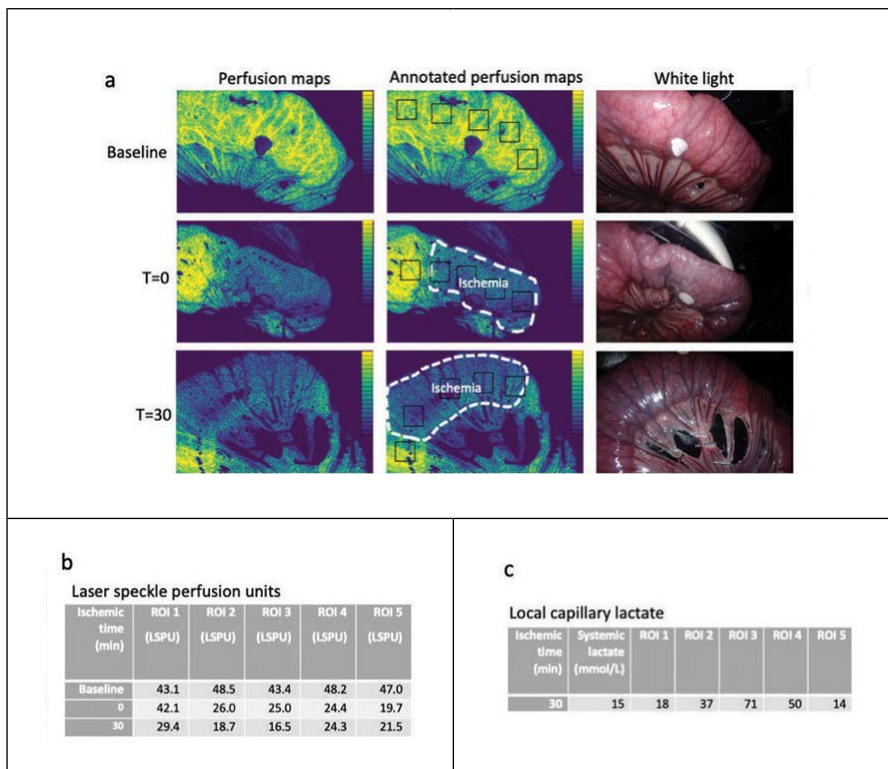 a
Perfusion maps Annotated perfusion maps White light
Baseline
T=0
Ischemia
T=30
Ischemia
b
Laser speckle perfusion units
Ischemic time (min) ROI 1 (LSPU) ROI 2 (LSPU) ROI 3 (LSPU) ROI 4 (LSPU) ROI 5 (LSPU)
Baseline 43.1 48.5 43.4 48.2 47.0
0 42.1 26.0 25.0 24.4 19.7
30 29.4 18.7 16.5 24.3 21.5
c
Local capillary lactate
Ischemic time (min) Systemic lactate (mmol/L) ROI 1 ROI 2 ROI 3 ROI 4 ROI 5
30 15 18 37 71 50 14